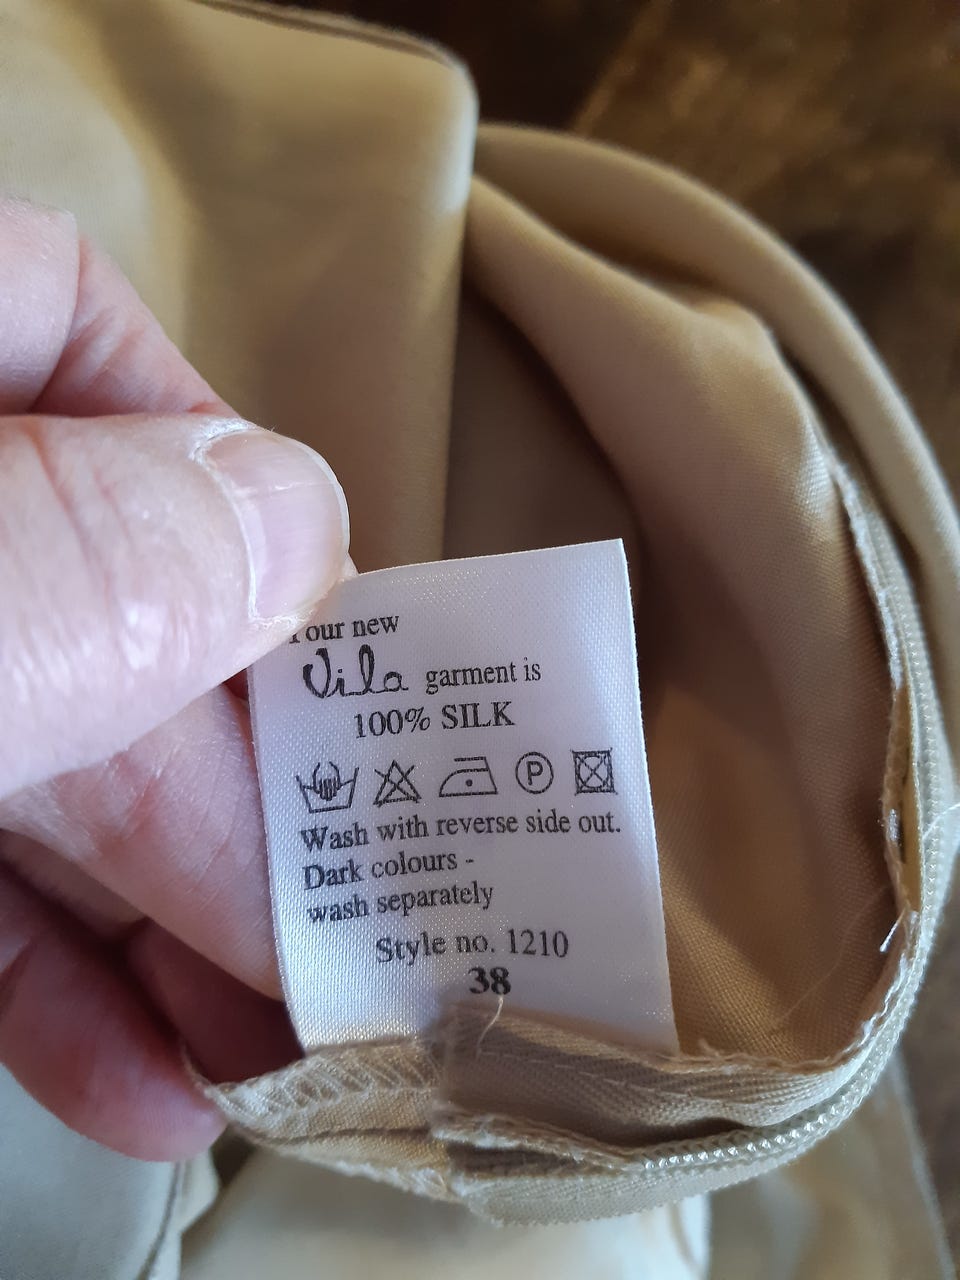 Your new
Vila garment is
100% SILK
P
Wash with reverse side out.
Dark colours -
wash separately
Style no. 1210
38